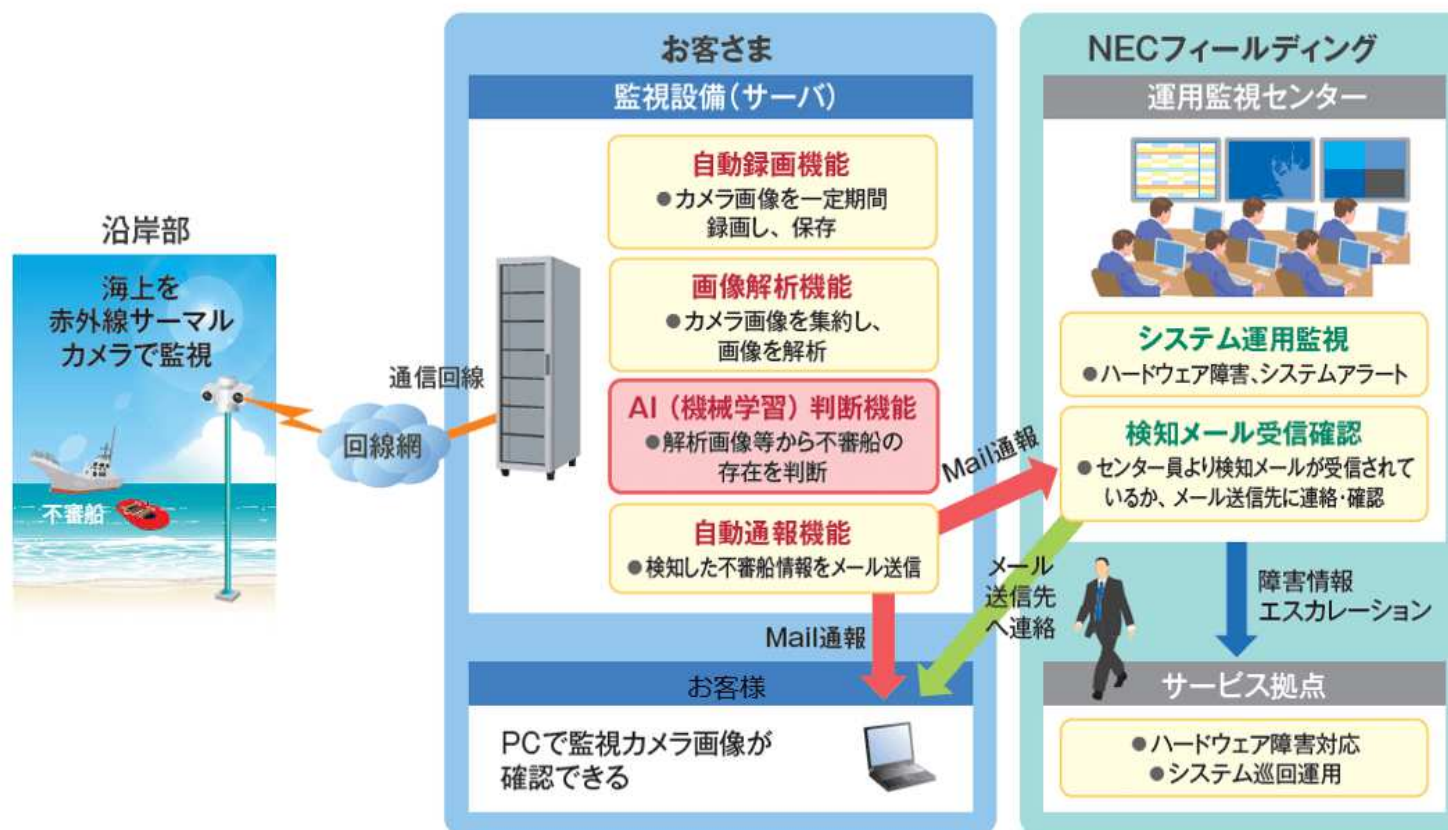 沿岸部
海上を
赤外線サーマル
カメラで監視
不審船
通信回線
回線網
お客さま
監視設備(サーバ)
自動録画機能
●カメラ画像を一定期間
録画し、保存
画像解析機能
●カメラ画像を集約し、
画像を解析
AI(機械学習)判断機能
●解析画像等から不審船の
存在を判断
自動通報機能
●検知した不審船情報をメール送信
Mail通報
Mail通報
メール
送信先
へ連絡
お客様
PCで監視カメラ画像が
確認できる
NECフィールディング
運用監視センター
システム運用監視
●ハードウェア障害、システムアラート
検知メール受信確認
●センター員より検知メールが受信されて
いるか、メール送信先に連絡・確認
障害情報
エスカレーション
サービス拠点
●ハードウェア障害対応
●システム巡回運用